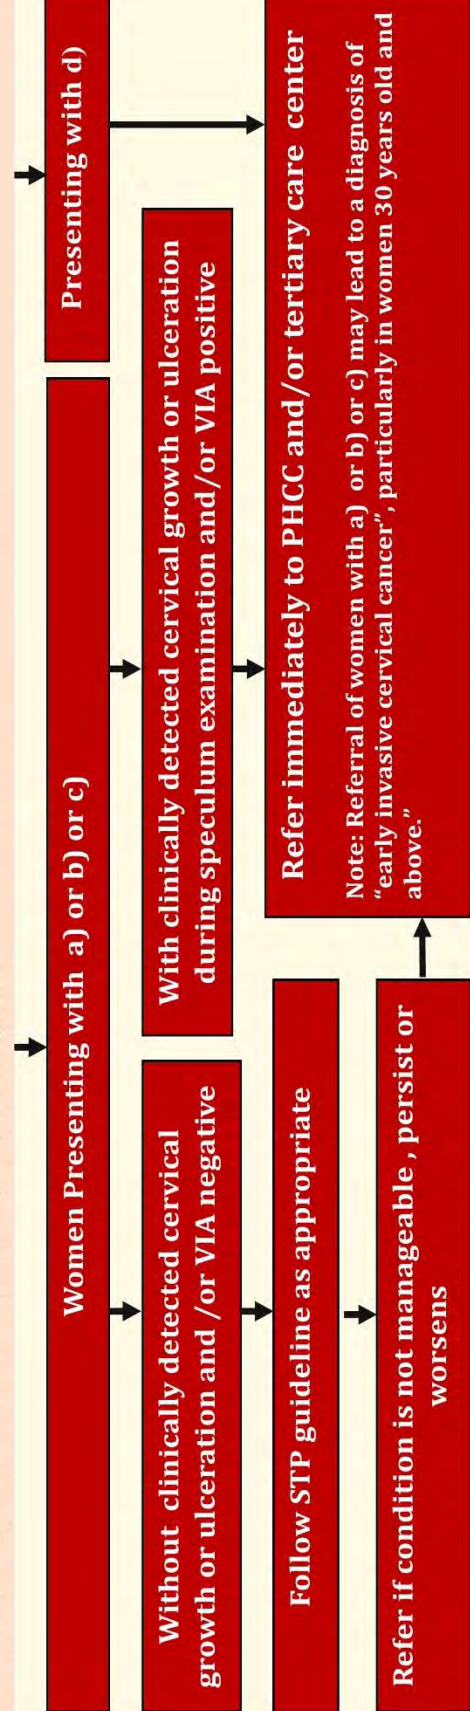 Women Presenting with a) or b) or c)
Presenting with d)
Without clinically detected cervical
growth or ulceration and /or VIA negative
With clinically detected cervical growth or ulceration
during speculum examination and/or VIA positive
Follow STP guideline as appropriate
Refer if condition is not manageable , persist or
worsens
Refer immediately to PHCC and/or tertiary care center
Note: Referral of women with a) or b) or c) may lead to a diagnosis of
“early invasive cervical cancer”, particularly in women 30 years old and
above.”